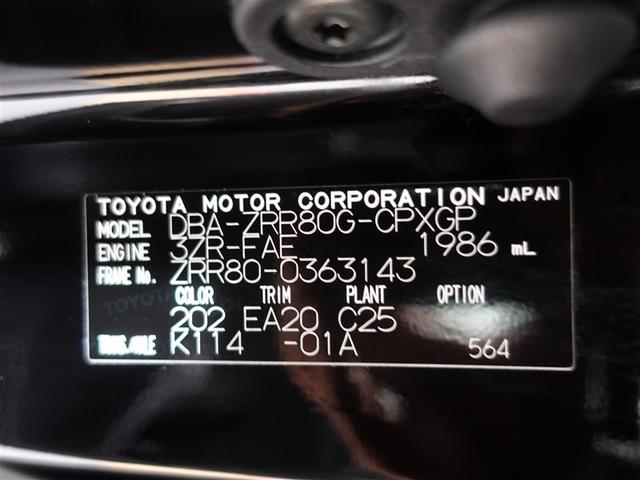 TOYOTA MOTOR CORPORATION JAPAN
MODEL DBA-ZRR80G-CPXGP
ENGINE 3ZR-FAE 1986 mL
FRAME No. ZRR80-0363143
COLOR TRIM PLANT OPTION
202 EA20 C25
TRANS/AXLE K114 -01A 564